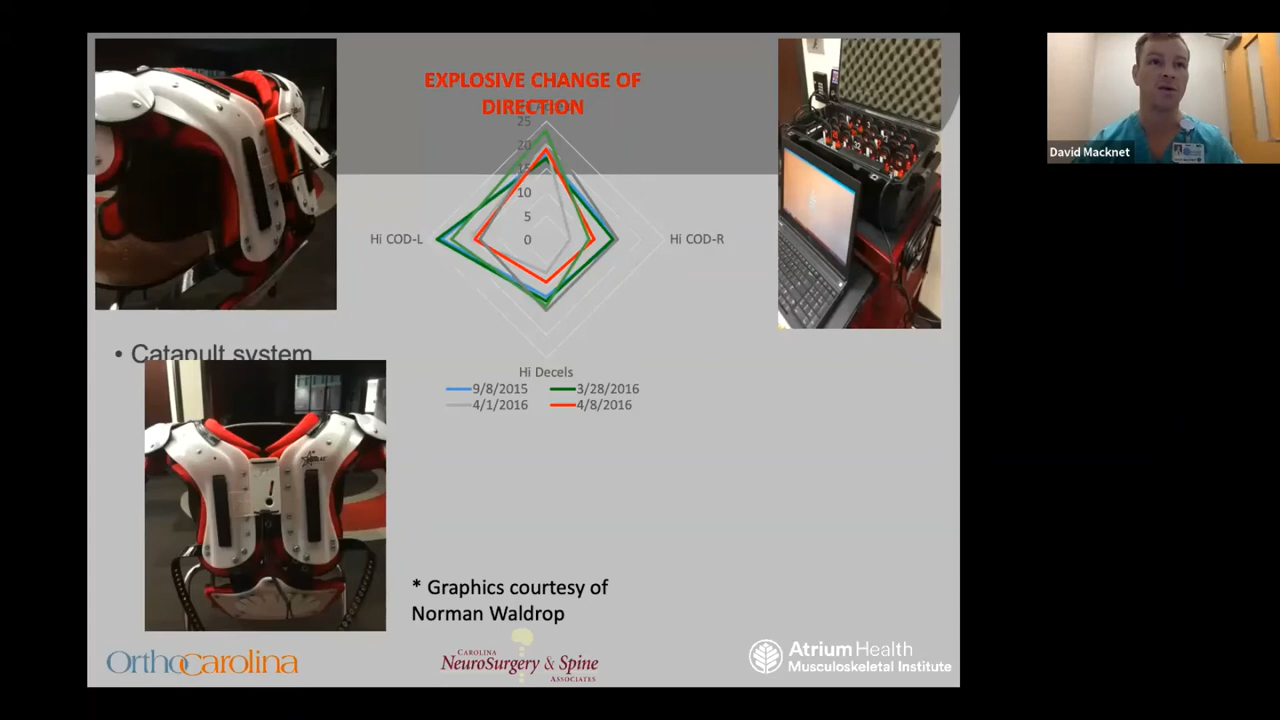 EXPLOSIVE CHANGE OF
DIRECTION
25
20
15
10
5
0
Hi COD-L
Hi COD-R
Hi Decels
9/8/2015
3/28/2016
4/1/2016
4/8/2016
• Catapult system
* Graphics courtesy of
Norman Waldrop
OrthoCarolina
CAROLINA
NEUROSURGERY & SPINE
ASSOCIATES
Atrium Health
Musculoskeletal Institute
David Macknet